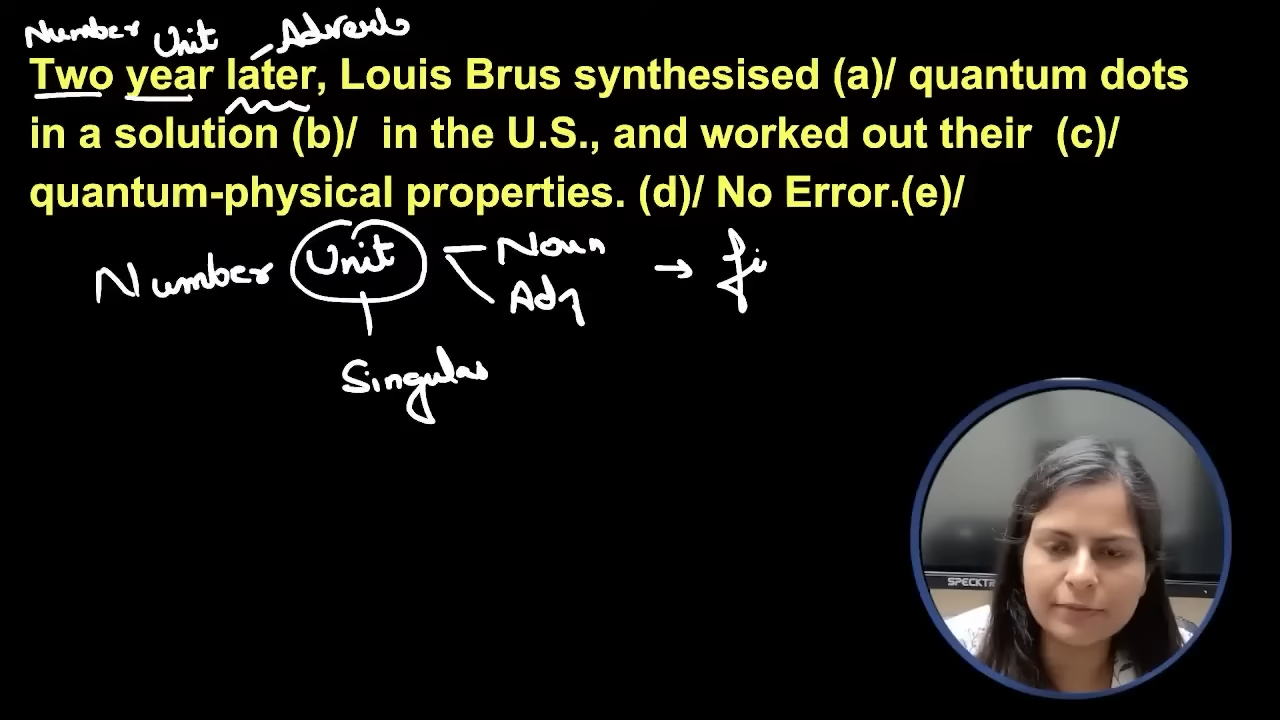 Number Unit Adverb
Two year later, Louis Brus synthesised (a)/ quantum dots
in a solution (b)/ in the U.S., and worked out their (c)/
quantum-physical properties. (d)/ No Error.(e)/
Number Unit Noun → fi
Adj
Singular